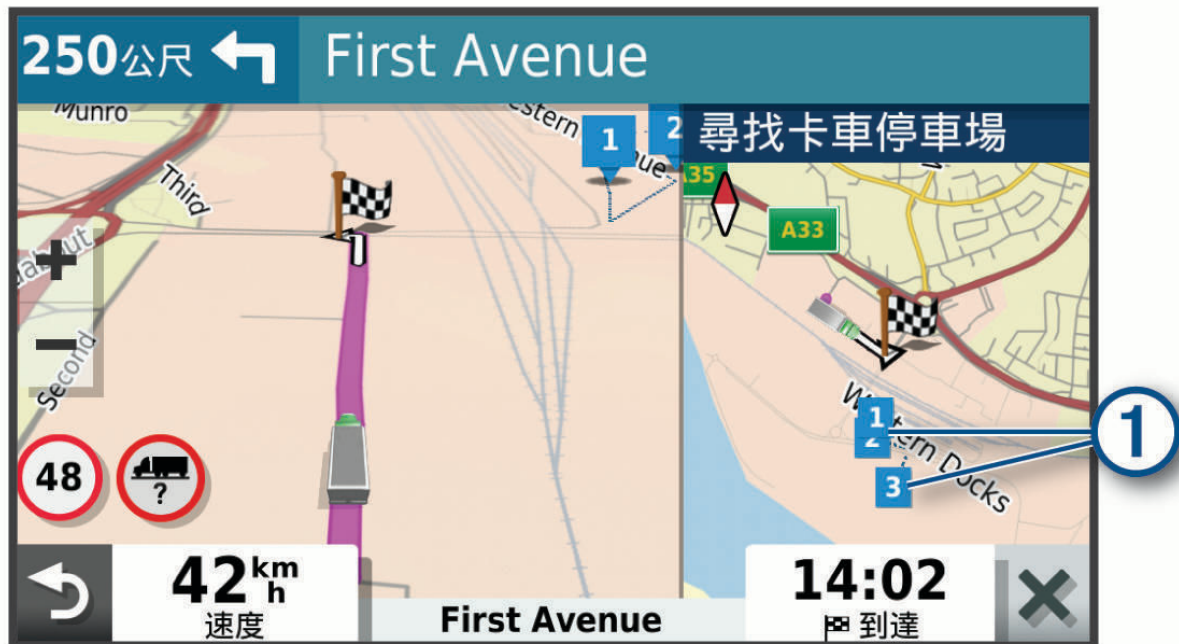 250公尺
First Avenue
Munro
Third
Second
1
2
尋找卡車停車場
A35
A33
1
2
3
Western Docks
1
48
?
42 km h
速度
First Avenue
14:02
到達